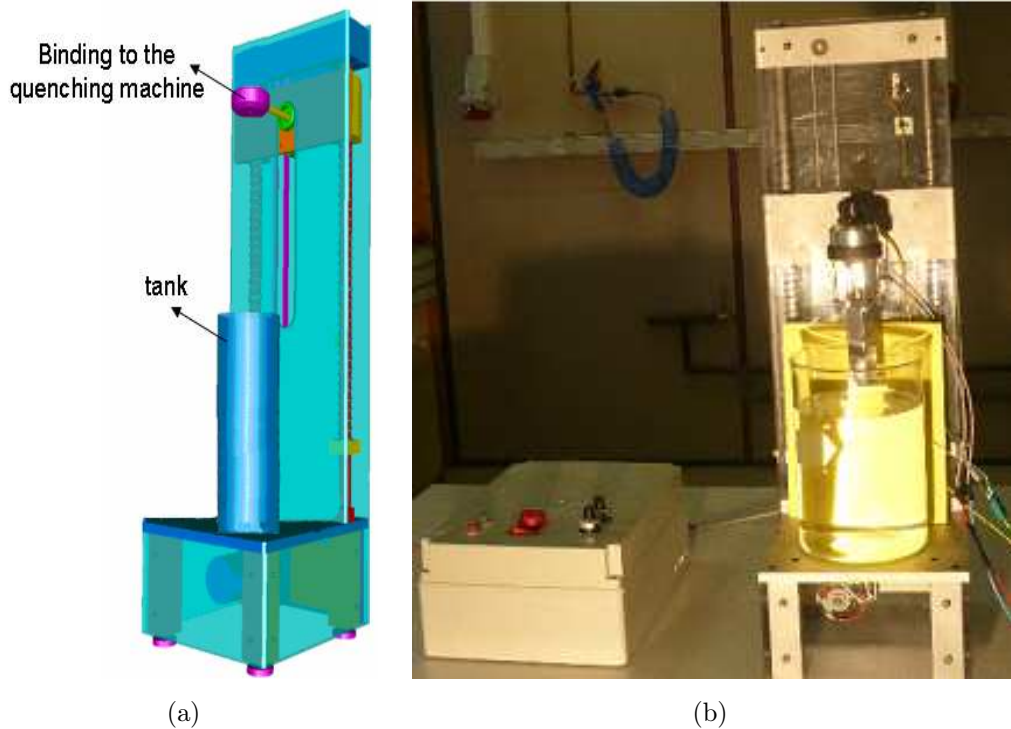 Binding to the
quenching machine
tank
(a)
(b)